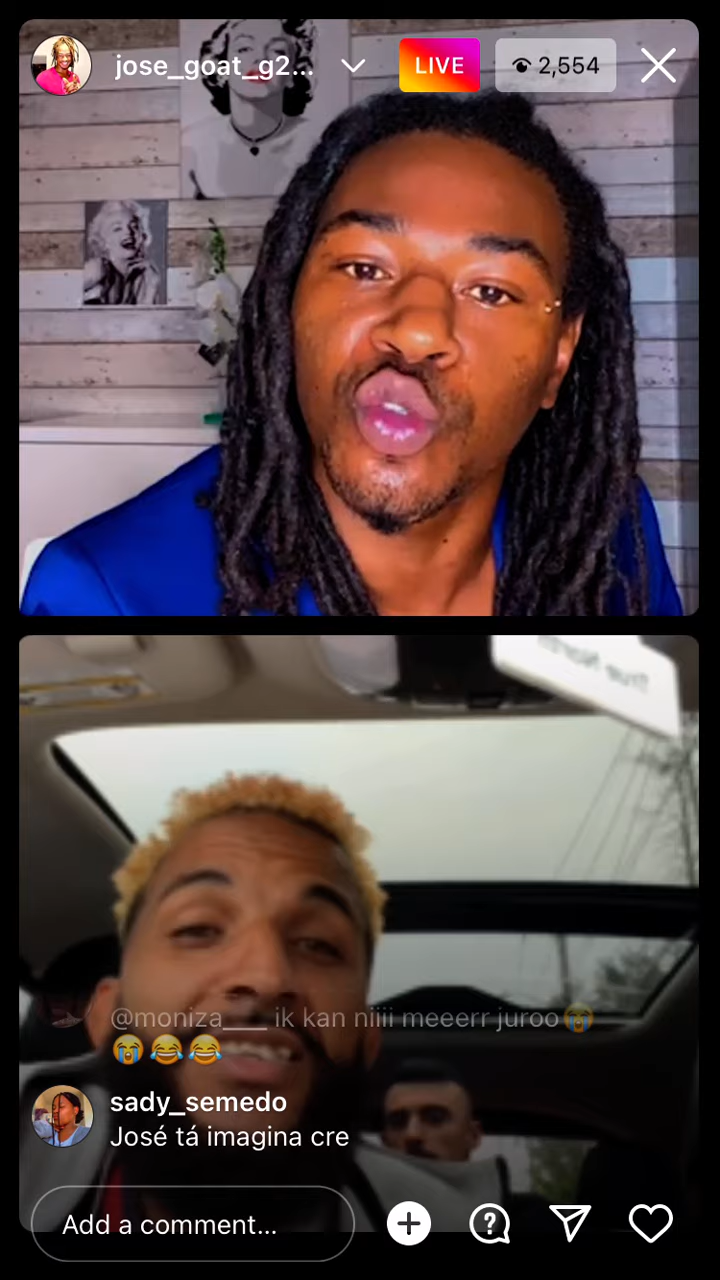 jose_goat_g2...
LIVE
2,554
@moniza___ ik kan niiii meeerr juroo😭
😭😂😂
sady_semedo
José tá imagina cre
Add a comment...